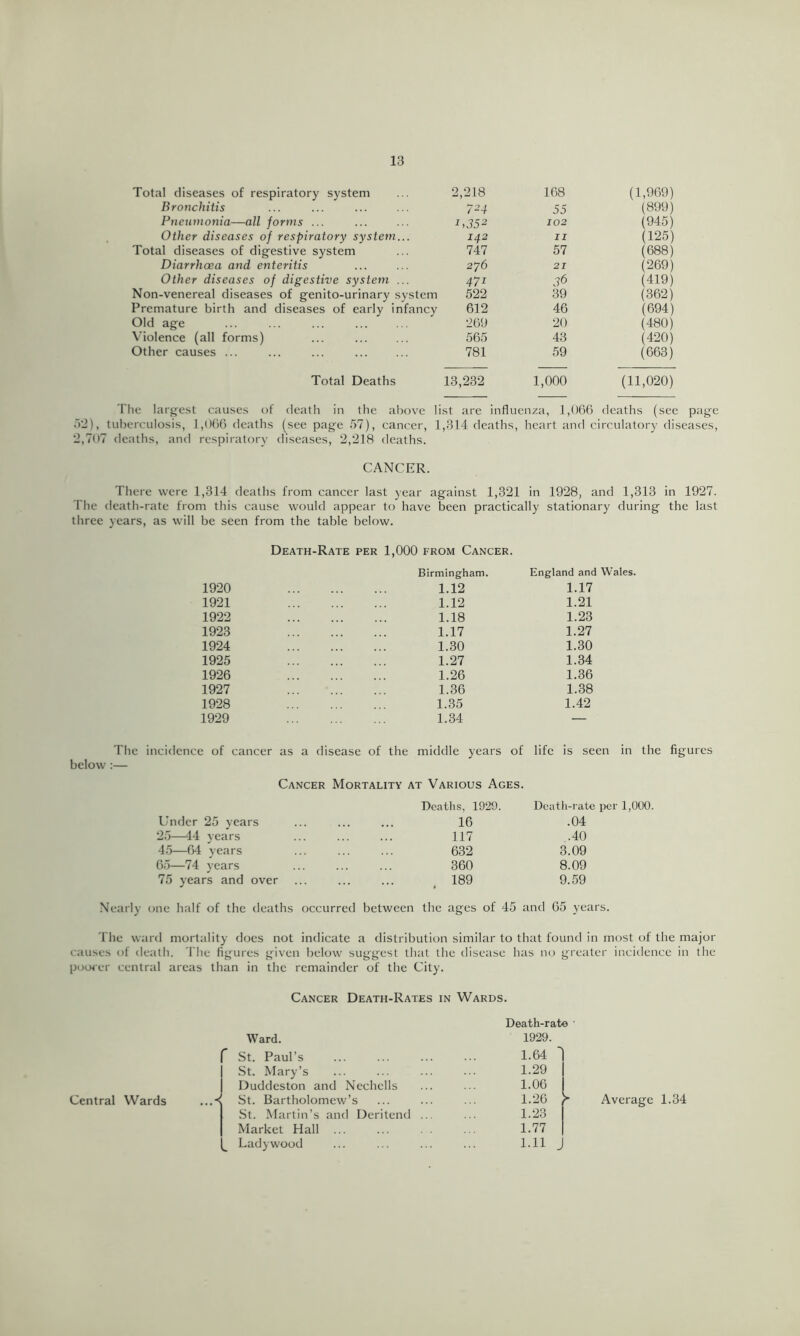 13
Total diseases of respiratory system ... 2,218 168 (1,969)
Bronchitis ... ... ... ... 724 55 (899)
Pneumonia—all forms ... ... ... 1,352 102 (945)
Other diseases of respiratory system... 142 11 (125)
Total diseases of digestive system ... 747 57 (688)
Diarrhœa and enteritis ... ... 276 21 (269)
Other diseases of digestive system ... 471 36 (419)
Non-venereal diseases of genito-urinary system 522 39 (362)
Premature birth and diseases of early infancy 612 46 (694)
Old age ... ... ... ... ... 269 20 (480)
Violence (all forms) ... ... ... 565 43 (420)
Other causes ... ... ... ... ... 781 59 (663)
Total Deaths 13,232 1,000 (11,020)
The largest causes of death in the above list are influenza, 1,066 deaths (see page
52), tuberculosis, 1,066 deaths (see page 57), cancer, 1,314 deaths, heart and circulatory diseases,
2,707 deaths, and respiratory diseases, 2,218 deaths.
CANCER.
There were 1,314 deaths from cancer last year against 1,321 in 1928, and 1,313 in 1927.
The death-rate from this cause would appear to have been practically stationary during the last
three years, as will be seen from the table below.
Death-Rate per 1,000 from Cancer.
Birmingham. England and Wales.
1920 ... ... ... 1.12 1.17
1921 ... ... ... 1.12 1.21
1922 ... ... ... 1.18 1.23
1923 ... ... ... 1.17 1.27
1924 ... ... ... 1.30 1.30
1925 ... ... ... 1.27 1.34
1926 ... ... ... 1.26 1.36
1927 ... ... ... 1.36 1.38
1928 ... ... ... 1.35 1.42
1929 ... ... ... 1.34 —
The incidence of cancer as a disease of the middle years of life is seen in the figures
below :—
Cancer Mortality at Various Ages.
Deaths, 1929. Death-rate per 1,000.
Under 25 years ... ... ... 16 .04
25—44 years ... ... ... 117 .40
45—64 years ... ... ... 632 3.09
65—74 years ... ... ... 360 8.09
75 years and over ... ... ... 189 9.59
Nearly one half of the deaths occurred between the ages of 45 and 65 years.
The ward mortality does not indicate a distribution similar to that found in most of the major
causes of death. The figures given below suggest that the disease has no greater incidence in the
poorer central areas than in the remainder of the City.
Cancer Death-Rates in Wards.
Death-rate
Ward. 1929.
St. Paul's ... ... ... ... 1.64
St. Mary's ... ... ... ... 1.29
Duddeston and Nechells ... ... 1.06
Central Wards ... St. Bartholomew's ... ... ... 1.26 Average 1.34
St. Martin's and Deritend ... ... 1.23
Market Hall ... ... ... ... 1.77
Ladywood ... ... ... ... 1.11